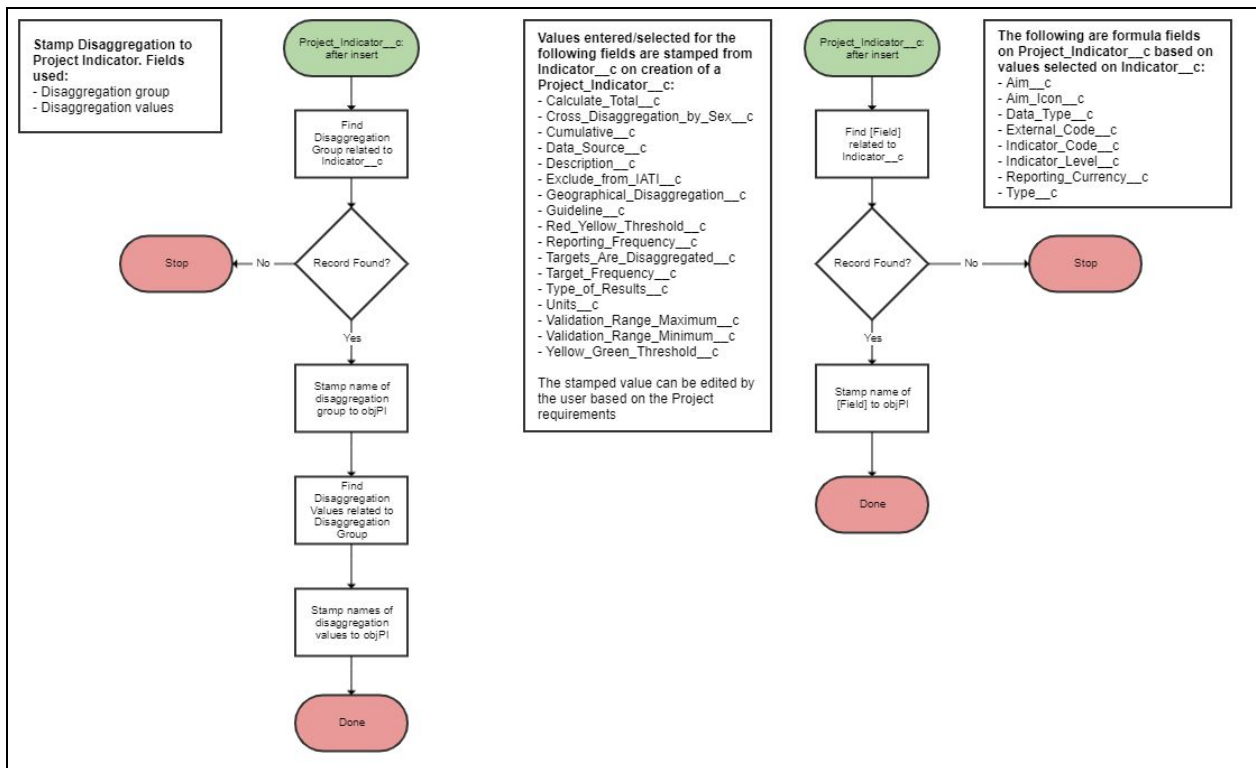 Stamp Disaggregation to
Project Indicator. Fields
used:
- Disaggregation group
- Disaggregation values
Project_Indicator__c:
after insert
Find
Disaggregation
Group related to
Indicator__c
Record Found?
No
Stop
Yes
Stamp name of
disaggregation
group to objPI
Find
Disaggregation
Values related to
Disaggregation
Group
Stamp names of
disaggregation
values to objPI
Done
Values entered/selected for the
following fields are stamped from
Indicator__c on creation of a
Project_Indicator__c:
- Calculate_Total__c
- Cross_Disaggregation_by_Sex__c
- Cumulative__c
- Data_Source__c
- Description__c
- Exclude_from_IATI__c
- Geographical_Disaggregation__c
- Guideline__c
- Red_Yellow_Threshold__c
- Reporting_Frequency__c
- Targets_Are_Disaggregated__c
- Target_Frequency__c
- Type_of_Results__c
- Units__c
- Validation_Range_Maximum__c
- Validation_Range_Minimum__c
- Yellow_Green_Threshold__c
The stamped value can be edited by
the user based on the Project
requirements
Project_Indicator__c:
after insert
Find [Field]
related to
Indicator__c
Record Found?
No
Stop
Yes
Stamp name of
[Field] to objPI
Done
The following are formula fields
on Project_Indicator__c based on
values selected on Indicator__c:
- Aim__c
- Aim_Icon__c
- Data_Type__c
- External_Code__c
- Indicator_Code__c
- Indicator_Level__c
- Reporting_Currency__c
- Type__c